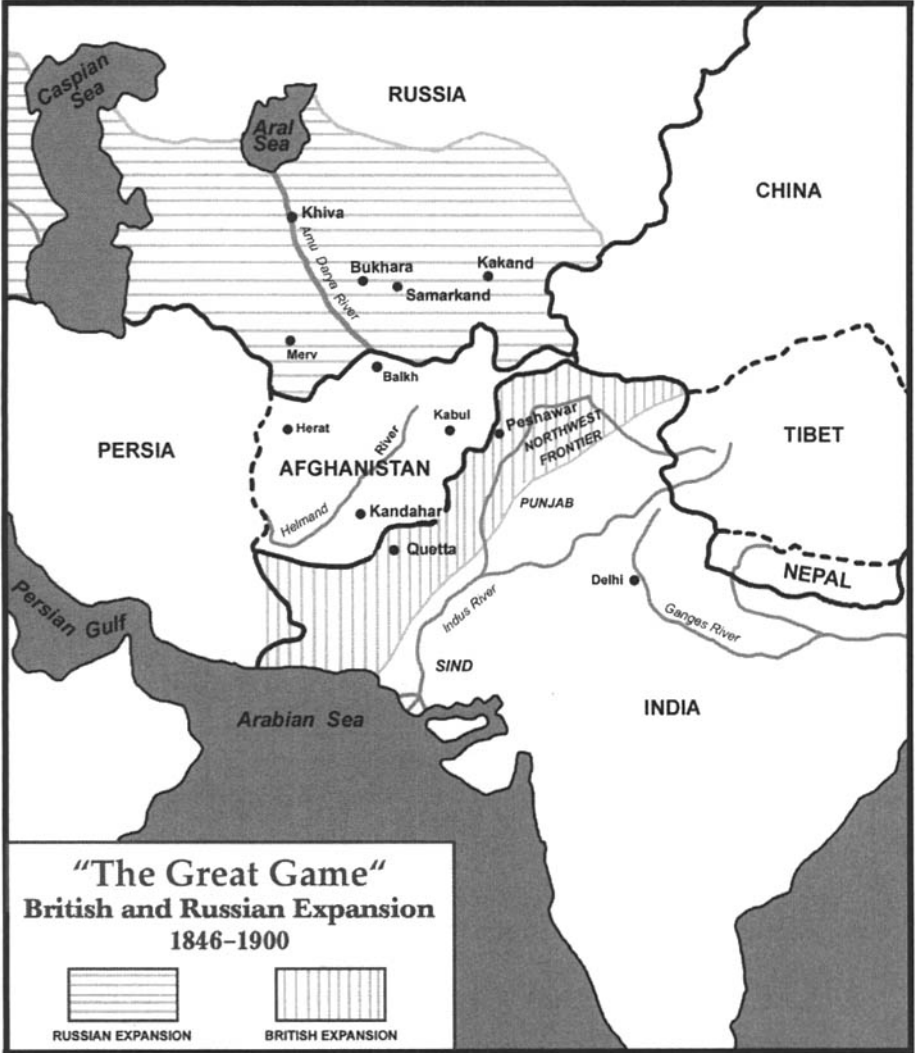 Caspian
Sea
RUSSIA
Aral
Sea
CHINA
Khiva
Amu Darya River
Bukhara
Kakand
Samarkand
Merv
Balkh
Herat
Kabul
Peshawar
NORTHWEST
FRONTIER
TIBET
PERSIA
River
AFGHANISTAN
Helmand
Kandahar
PUNJAB
Quetta
Delhi
NEPAL
Persian Gulf
Indus River
Ganges River
SIND
Arabian Sea
INDIA
“The Great Game“
British and Russian Expansion
1846–1900
RUSSIAN EXPANSION
BRITISH EXPANSION